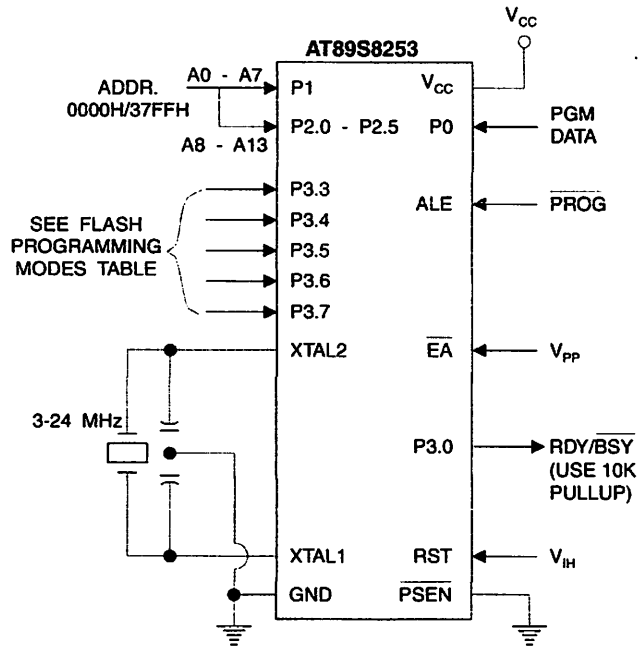 V_CC
AT89S8253
ADDR.
0000H/37FFH
A0 - A7
A8 - A13
P1
P2.0 - P2.5
V_CC
P0
PGM
DATA
P3.3
P3.4
P3.5
P3.6
P3.7
SEE FLASH
PROGRAMMING
MODES TABLE
ALE
PROG
XTAL2
EA
V_PP
3-24 MHz
P3.0
RDY/BSY
(USE 10K
PULLUP)
XTAL1
RST
V_IH
GND
PSEN